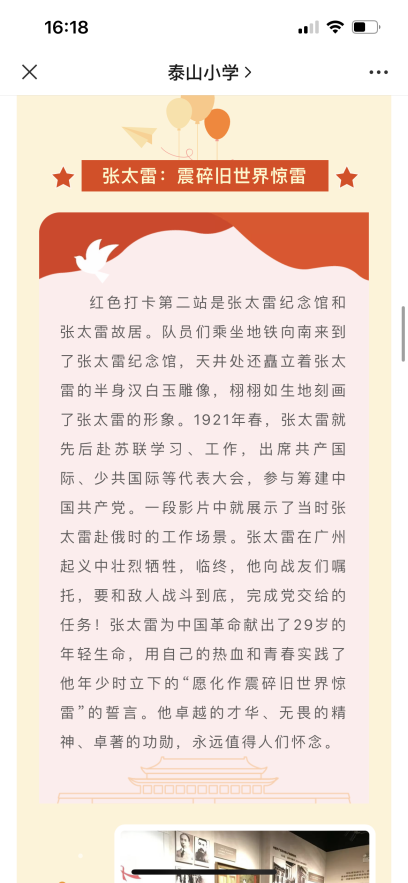 16:18
泰山小学
张太雷：震碎旧世界惊雷
红色打卡第二站是张太雷纪念馆和
张太雷故居。队员们乘坐地铁向南来到
了张太雷纪念馆，天井处还矗立着张太
雷的半身汉白玉雕像，栩栩如生地刻画
了张太雷的形象。1921年春，张太雷就
先后赴苏联学习、工作，出席共产国
际、少共国际等代表大会，参与筹建中
国共产党。一段影片中就展示了当时张
太雷赴俄时的工作场景。张太雷在广州
起义中壮烈牺牲，临终，他向战友们嘱
托，要和敌人战斗到底，完成党交给的
任务！张太雷为中国革命献出了29岁的
年轻生命，用自己的热血和青春实践了
他年少时立下的“愿化作震碎旧世界惊
雷”的誓言。他卓越的才华、无畏的精
神、卓著的功勋，永远值得人们怀念。